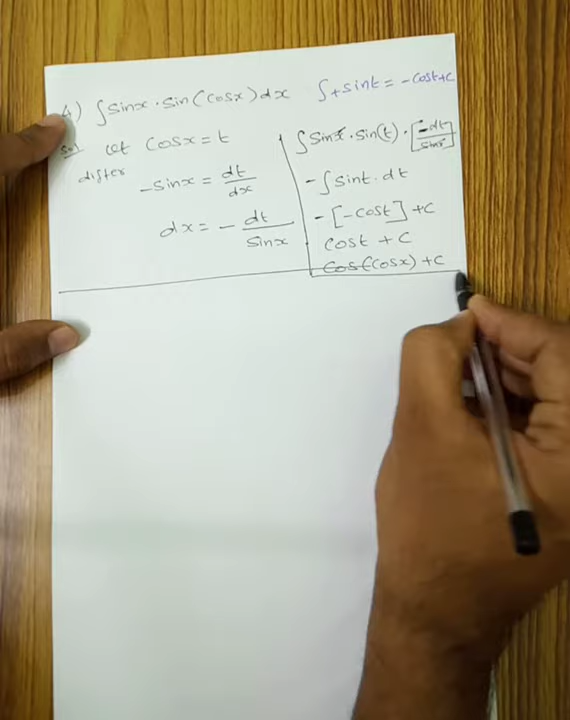 4) ∫sinx·sin(cosx)dx ∫+sint = -cost+c
Sol let cosx = t
differ
-sinx = dt/dx
dx = - dt/sinx
∫sinx·sin(t)·[-dt/sinx]
-∫sint·dt
-[-cost]+c
cost + c
cos(cosx)+c